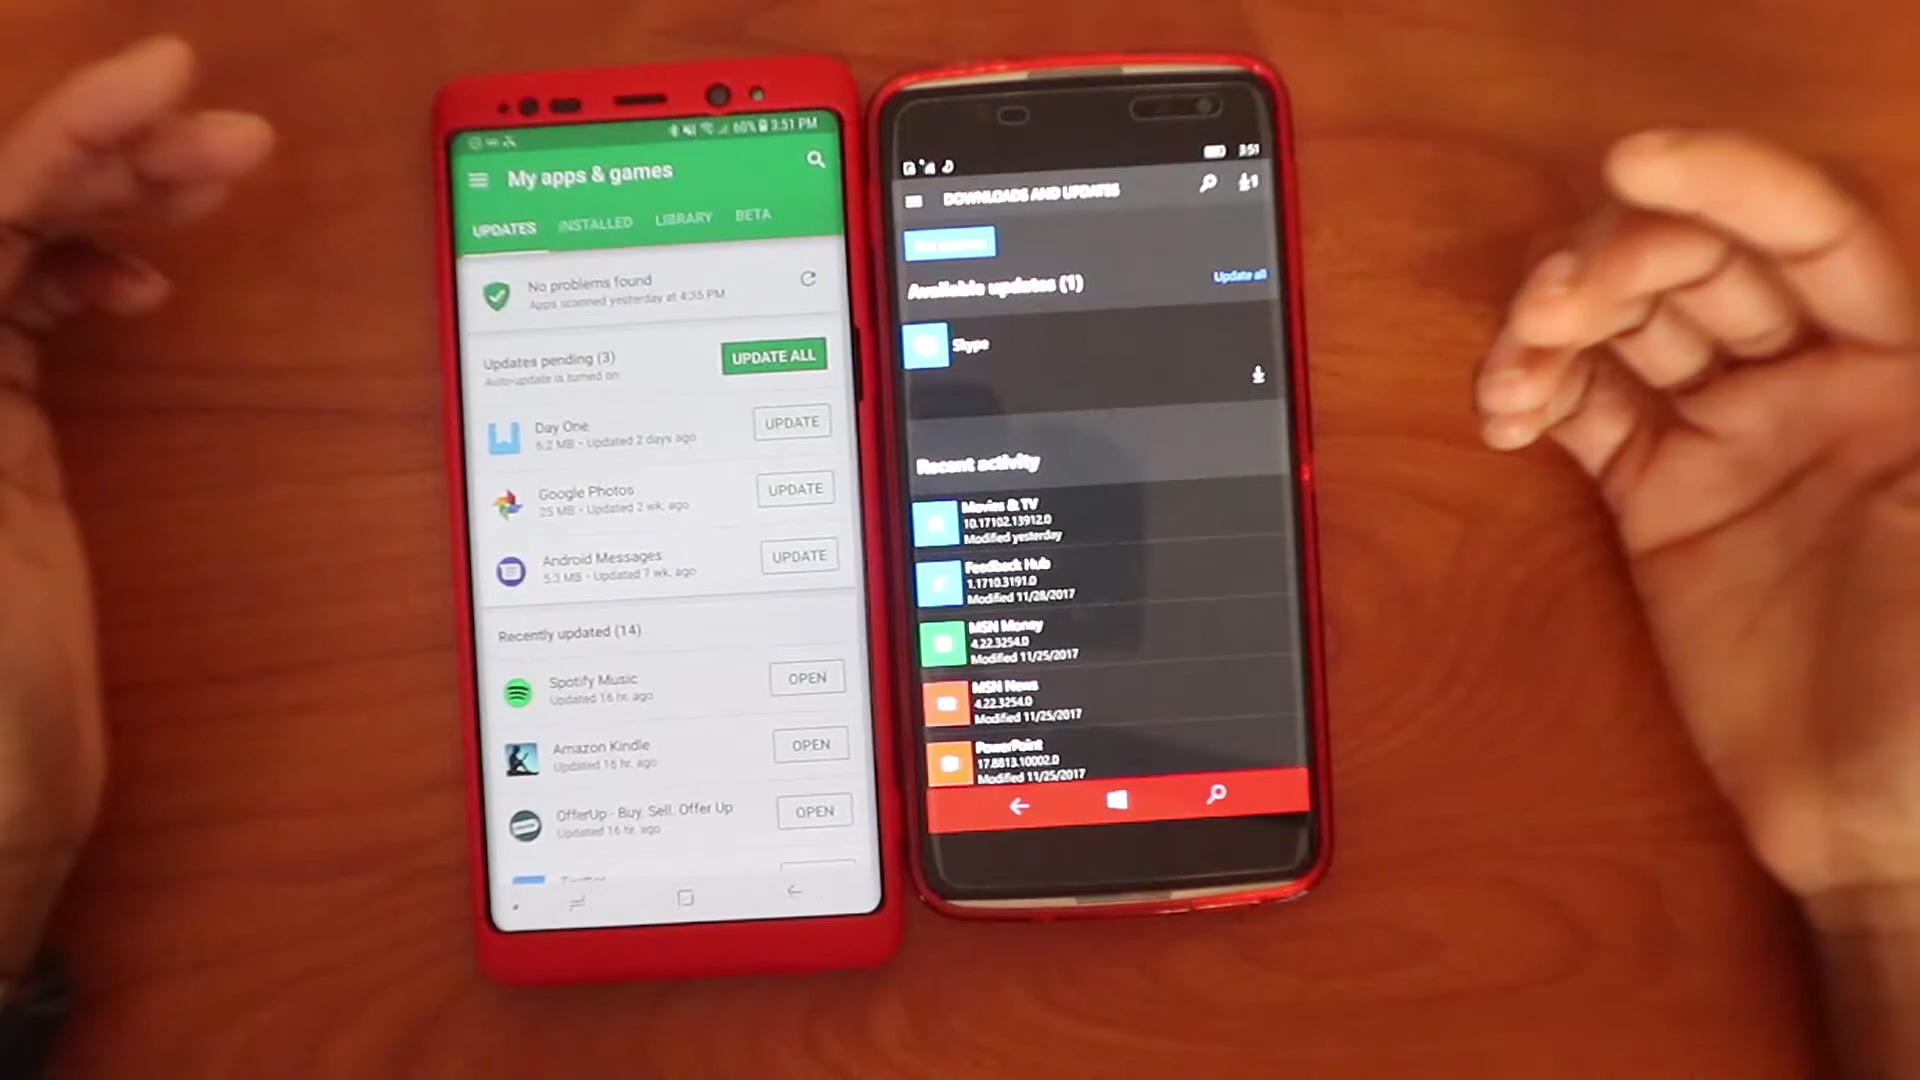 60% 3:51 PM
My apps & games
UPDATES INSTALLED LIBRARY BETA
No problems found
Apps scanned yesterday at 4:35 PM
Updates pending (3)
Auto-update is turned on
UPDATE ALL
Day One
6.2 MB • Updated 2 days ago
UPDATE
Google Photos
25 MB • Updated 2 wk. ago
UPDATE
Android Messages
5.3 MB • Updated 7 wk. ago
UPDATE
Recently updated (14)
Spotify Music
Updated 16 hr. ago
OPEN
Amazon Kindle
Updated 16 hr. ago
OPEN
OfferUp - Buy. Sell. Offer Up
Updated 16 hr. ago
OPEN
3:51
DOWNLOADS AND UPDATES
1
Available updates (1)
Update all
Skype
Recent activity
Movies & TV
10.17102.13912.0
Modified yesterday
Feedback Hub
1.1710.3191.0
Modified 11/28/2017
MSN Money
4.22.3254.0
Modified 11/25/2017
MSN News
4.22.3254.0
Modified 11/25/2017
PowerPoint
17.8813.10002.0
Modified 11/25/2017